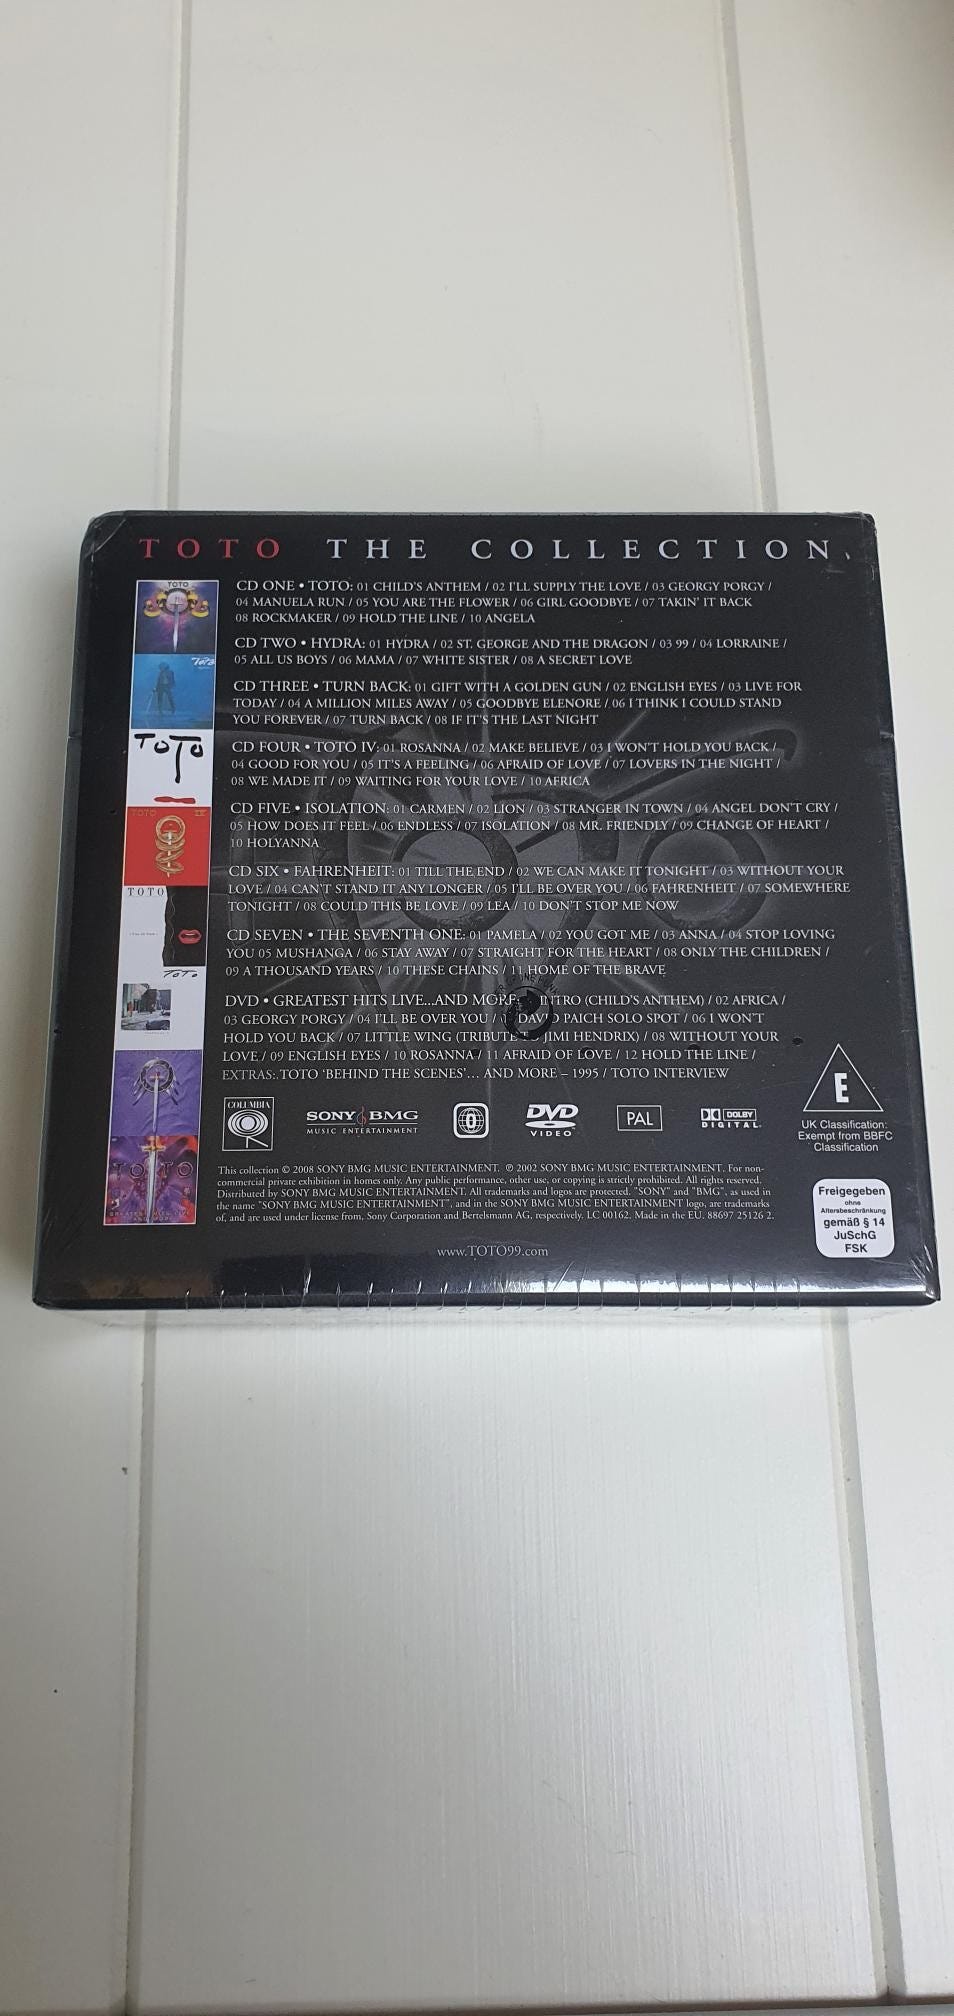 TOTO THE COLLECTION
CD ONE • TOTO: 01 CHILD'S ANTHEM / 02 I'LL SUPPLY THE LOVE / 03 GEORGY PORGY /
04 MANUELA RUN / 05 YOU ARE THE FLOWER / 06 GIRL GOODBYE / 07 TAKIN' IT BACK
08 ROCKMAKER / 09 HOLD THE LINE / 10 ANGELA
CD TWO • HYDRA: 01 HYDRA / 02 ST. GEORGE AND THE DRAGON / 03 99 / 04 LORRAINE /
05 ALL US BOYS / 06 MAMA / 07 WHITE SISTER / 08 A SECRET LOVE
CD THREE • TURN BACK: 01 GIFT WITH A GOLDEN GUN / 02 ENGLISH EYES / 03 LIVE FOR
TODAY / 04 A MILLION MILES AWAY / 05 GOODBYE ELENORE / 06 I THINK I COULD STAND
YOU FOREVER / 07 TURN BACK / 08 IF IT'S THE LAST NIGHT
CD FOUR • TOTO IV: 01 ROSANNA / 02 MAKE BELIEVE / 03 I WON'T HOLD YOU BACK /
04 GOOD FOR YOU / 05 IT'S A FEELING / 06 AFRAID OF LOVE / 07 LOVERS IN THE NIGHT /
08 WE MADE IT / 09 WAITING FOR YOUR LOVE / 10 AFRICA
CD FIVE • ISOLATION: 01 CARMEN / 02 LION / 03 STRANGER IN TOWN / 04 ANGEL DON'T CRY /
05 HOW DOES IT FEEL / 06 ENDLESS / 07 ISOLATION / 08 MR. FRIENDLY / 09 CHANGE OF HEART /
10 HOLYANNA
CD SIX • FAHRENHEIT: 01 TILL THE END / 02 WE CAN MAKE IT TONIGHT / 03 WITHOUT YOUR
LOVE / 04 CAN'T STAND IT ANY LONGER / 05 I'LL BE OVER YOU / 06 FAHRENHEIT / 07 SOMEWHERE
TONIGHT / 08 COULD THIS BE LOVE / 09 LEA / 10 DON'T STOP ME NOW
CD SEVEN • THE SEVENTH ONE: 01 PAMELA / 02 YOU GOT ME / 03 ANNA / 04 STOP LOVING
YOU 05 MUSHANGA / 06 STAY AWAY / 07 STRAIGHT FOR THE HEART / 08 ONLY THE CHILDREN /
09 A THOUSAND YEARS / 10 THESE CHAINS / 11 HOME OF THE BRAVE
DVD • GREATEST HITS LIVE...AND MORE: INTRO (CHILD'S ANTHEM) / 02 AFRICA /
03 GEORGY PORGY / 04 I'LL BE OVER YOU / DAVID PAICH SOLO SPOT / 06 I WON'T
HOLD YOU BACK / 07 LITTLE WING (TRIBUTE JIMI HENDRIX) / 08 WITHOUT YOUR
LOVE / 09 ENGLISH EYES / 10 ROSANNA / 11 AFRAID OF LOVE / 12 HOLD THE LINE /
EXTRAS: TOTO 'BEHIND THE SCENES'... AND MORE – 1995 / TOTO INTERVIEW
TOTO
TOTO
TOTO
TOTO IV
TOTO
TOTO
TOTO
COLUMBIA
SONY BMG
MUSIC ENTERTAINMENT
0
DVD
VIDEO
PAL
DOLBY
DIGITAL
E
UK Classification:
Exempt from BBFC
Classification
This collection © 2008 SONY BMG MUSIC ENTERTAINMENT. ℗ 2002 SONY BMG MUSIC ENTERTAINMENT. For non-
commercial private exhibition in homes only. Any public performance, other use, or copying is strictly prohibited. All rights reserved.
Distributed by SONY BMG MUSIC ENTERTAINMENT. All trademarks and logos are protected. "SONY" and "BMG", as used in
the name "SONY BMG MUSIC ENTERTAINMENT", and in the SONY BMG MUSIC ENTERTAINMENT logo, are trademarks
of, and are used under license from, Sony Corporation and Bertelsmann AG, respectively. LC 00162. Made in the EU. 88697 25126 2.
Freigegeben
ohne
Altersbeschränkung
gemäß § 14
JuSchG
FSK
www.TOTO99.com